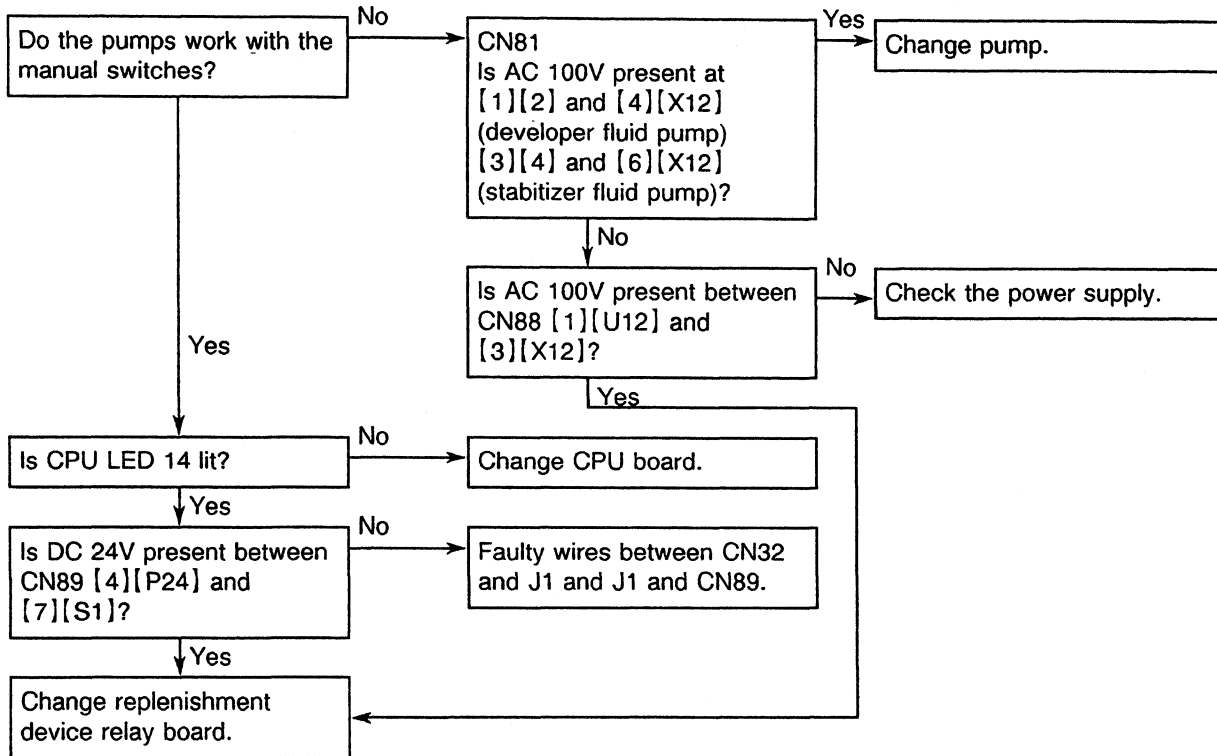 Do the pumps work with the
manual switches?
No
CN81
Is AC 100V present at
[1][2] and [4][X12]
(developer fluid pump)
[3][4] and [6][X12]
(stabitizer fluid pump)?
Yes
Change pump.
No
Is AC 100V present between
CN88 [1][U12] and
[3][X12]?
No
Check the power supply.
Yes
Yes
Is CPU LED 14 lit?
No
Change CPU board.
Yes
Is DC 24V present between
CN89 [4][P24] and
[7][S1]?
No
Faulty wires between CN32
and J1 and J1 and CN89.
Yes
Change replenishment
device relay board.